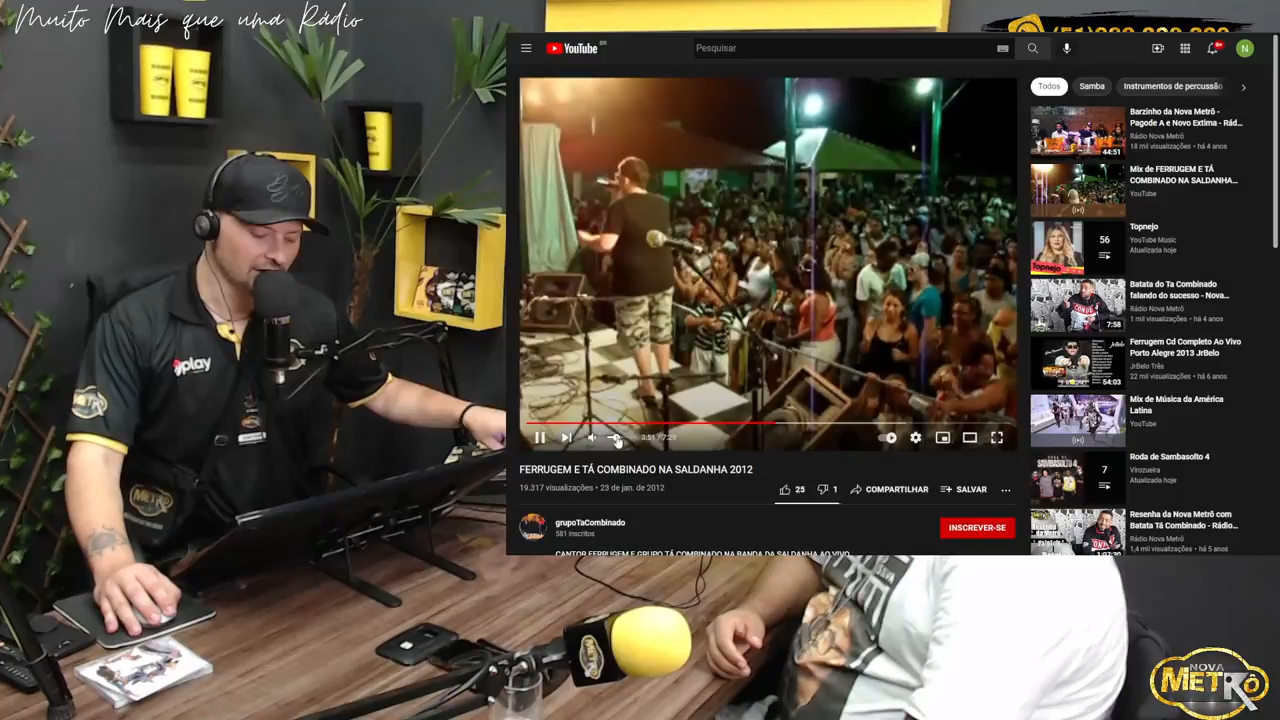 Muito Mais que uma Rádio
YouTube BR
Pesquisar
9+
N
Todos
Samba
Instrumentos de percussão
3:51 / 7:29
FERRUGEM E TÁ COMBINADO NA SALDANHA 2012
19.317 visualizações • 23 de jan. de 2012
25
1
COMPARTILHAR
SALVAR
grupoTaCombinado
581 inscritos
INSCREVER-SE
CANTOR FERRUGEM E GRUPO TÁ COMBINADO NA BANDA DA SALDANHA AO VIVO
Barzinho da Nova Metrô -
Pagode A e Novo Extima - Rád...
Rádio Nova Metrô
18 mil visualizações • há 4 anos
44:51
Mix de FERRUGEM E TÁ
COMBINADO NA SALDANHA...
YouTube
Topnejo
YouTube Music
Atualizada hoje
56
Topnejo
Batata do Ta Combinado
falando do sucesso - Nova...
Rádio Nova Metrô
1 mil visualizações • há 4 anos
7:58
Ferrugem Cd Completo Ao Vivo
Porto Alegre 2013 JrBelo
JrBelo Três
22 mil visualizações • há 6 anos
54:03
Mix de Música da América
Latina
YouTube
Roda de Sambasolto 4
Virozueira
Atualizada hoje
7
Resenha da Nova Metrô com
Batata Tá Combinado - Rádio...
Rádio Nova Metrô
1,4 mil visualizações • há 5 anos
play
METRÔ
NOVA
METRÔ